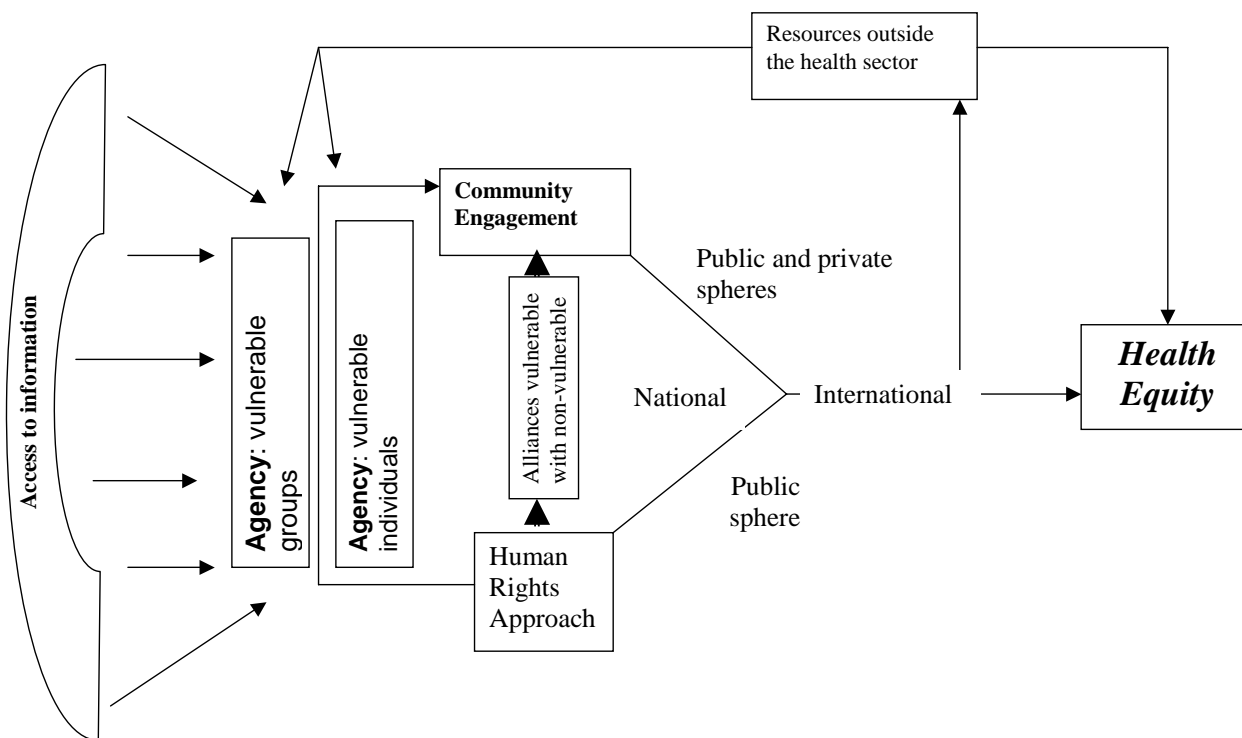 Access to information
Agency: vulnerable
groups
Agency: vulnerable
individuals
Community
Engagement
Alliances vulnerable
with non-vulnerable
Human
Rights
Approach
Public and private
spheres
National
Public
sphere
International
Resources outside
the health sector
Health
Equity